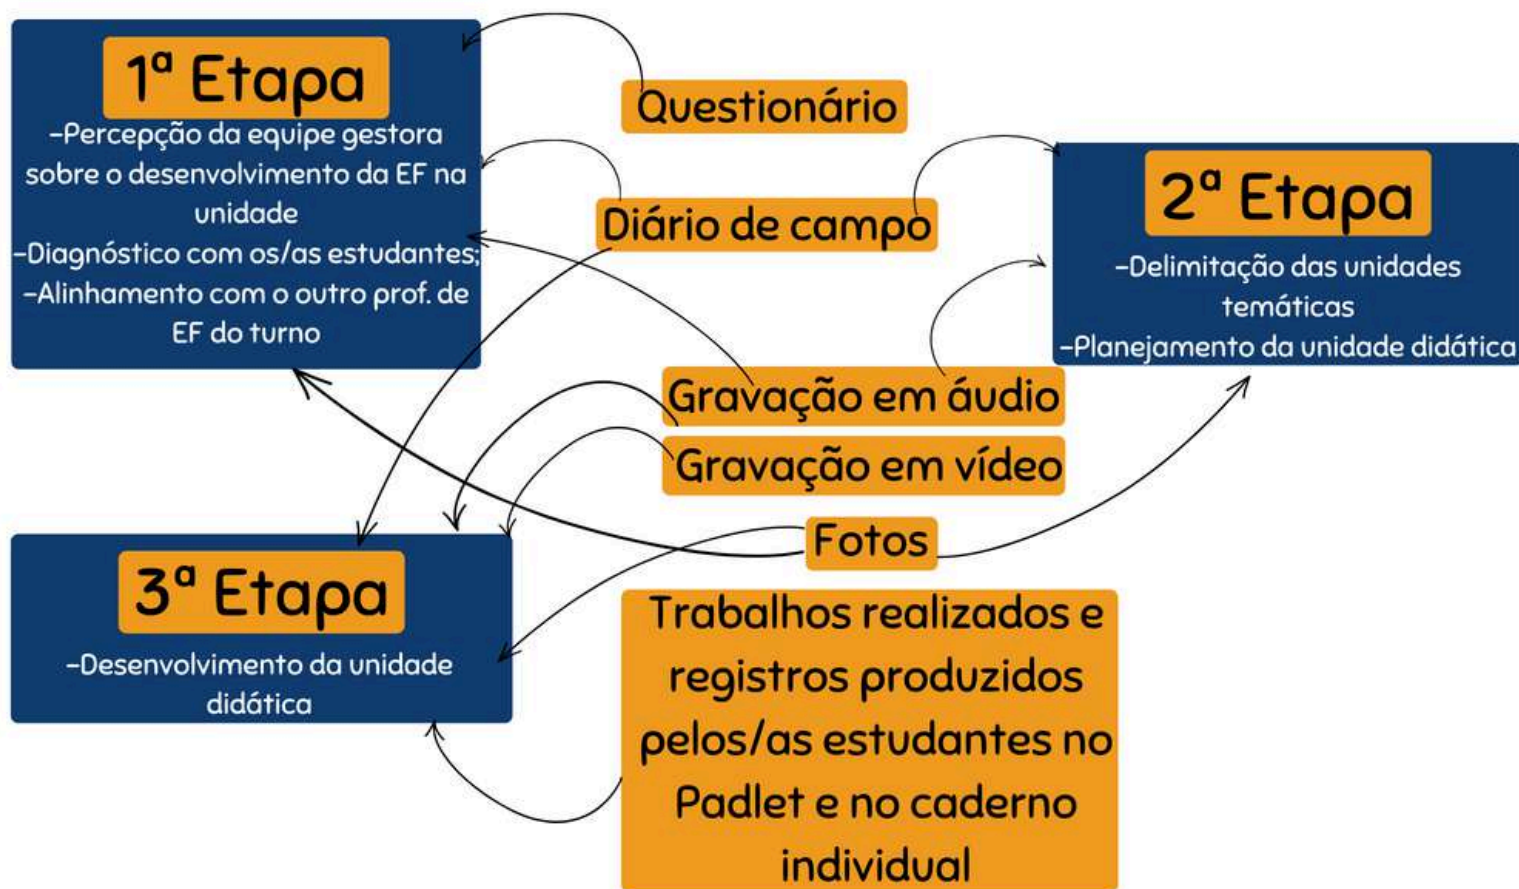 1ª Etapa
-Percepção da equipe gestora
sobre o desenvolvimento da EF na
unidade
-Diagnóstico com os/as estudantes;
-Alinhamento com o outro prof. de
EF do turno
Questionário
Diário de campo
2ª Etapa
-Delimitação das unidades
temáticas
-Planejamento da unidade didática
Gravação em áudio
Gravação em vídeo
Fotos
3ª Etapa
-Desenvolvimento da unidade
didática
Trabalhos realizados e
registros produzidos
pelos/as estudantes no
Padlet e no caderno
individual